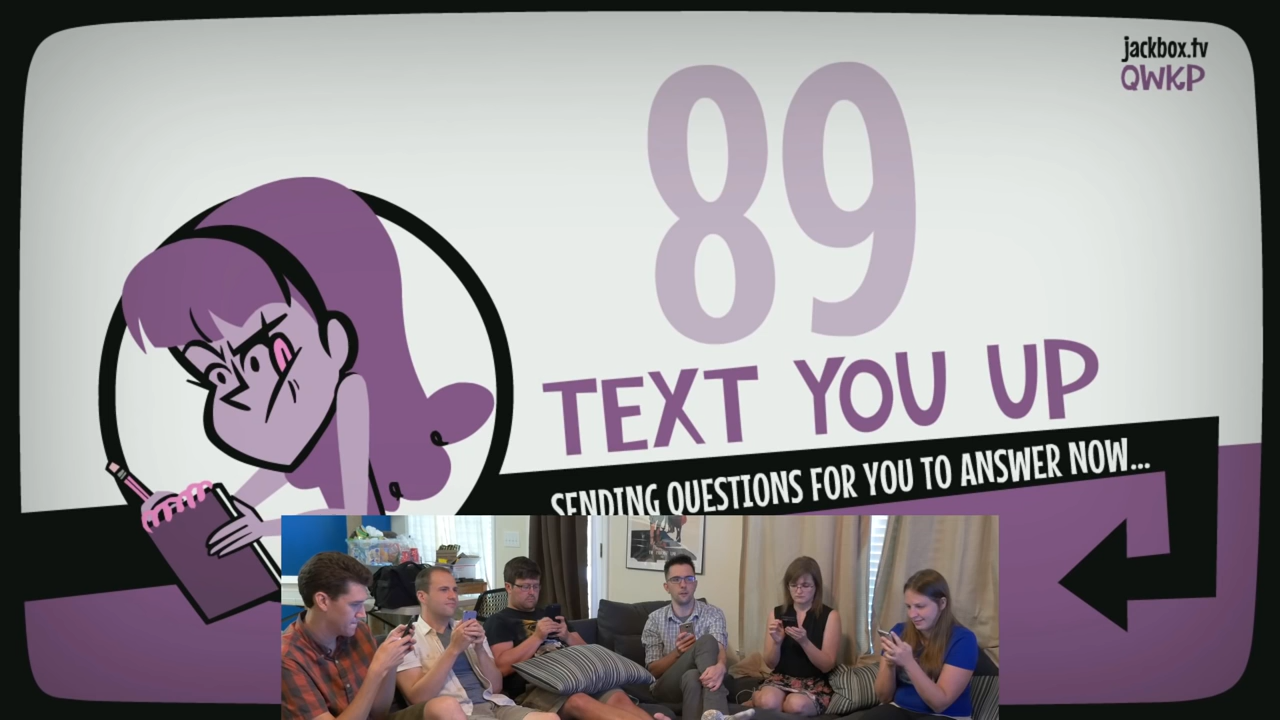 jackbox.tv
QWKP
89
TEXT YOU UP
SENDING QUESTIONS FOR YOU TO ANSWER NOW...